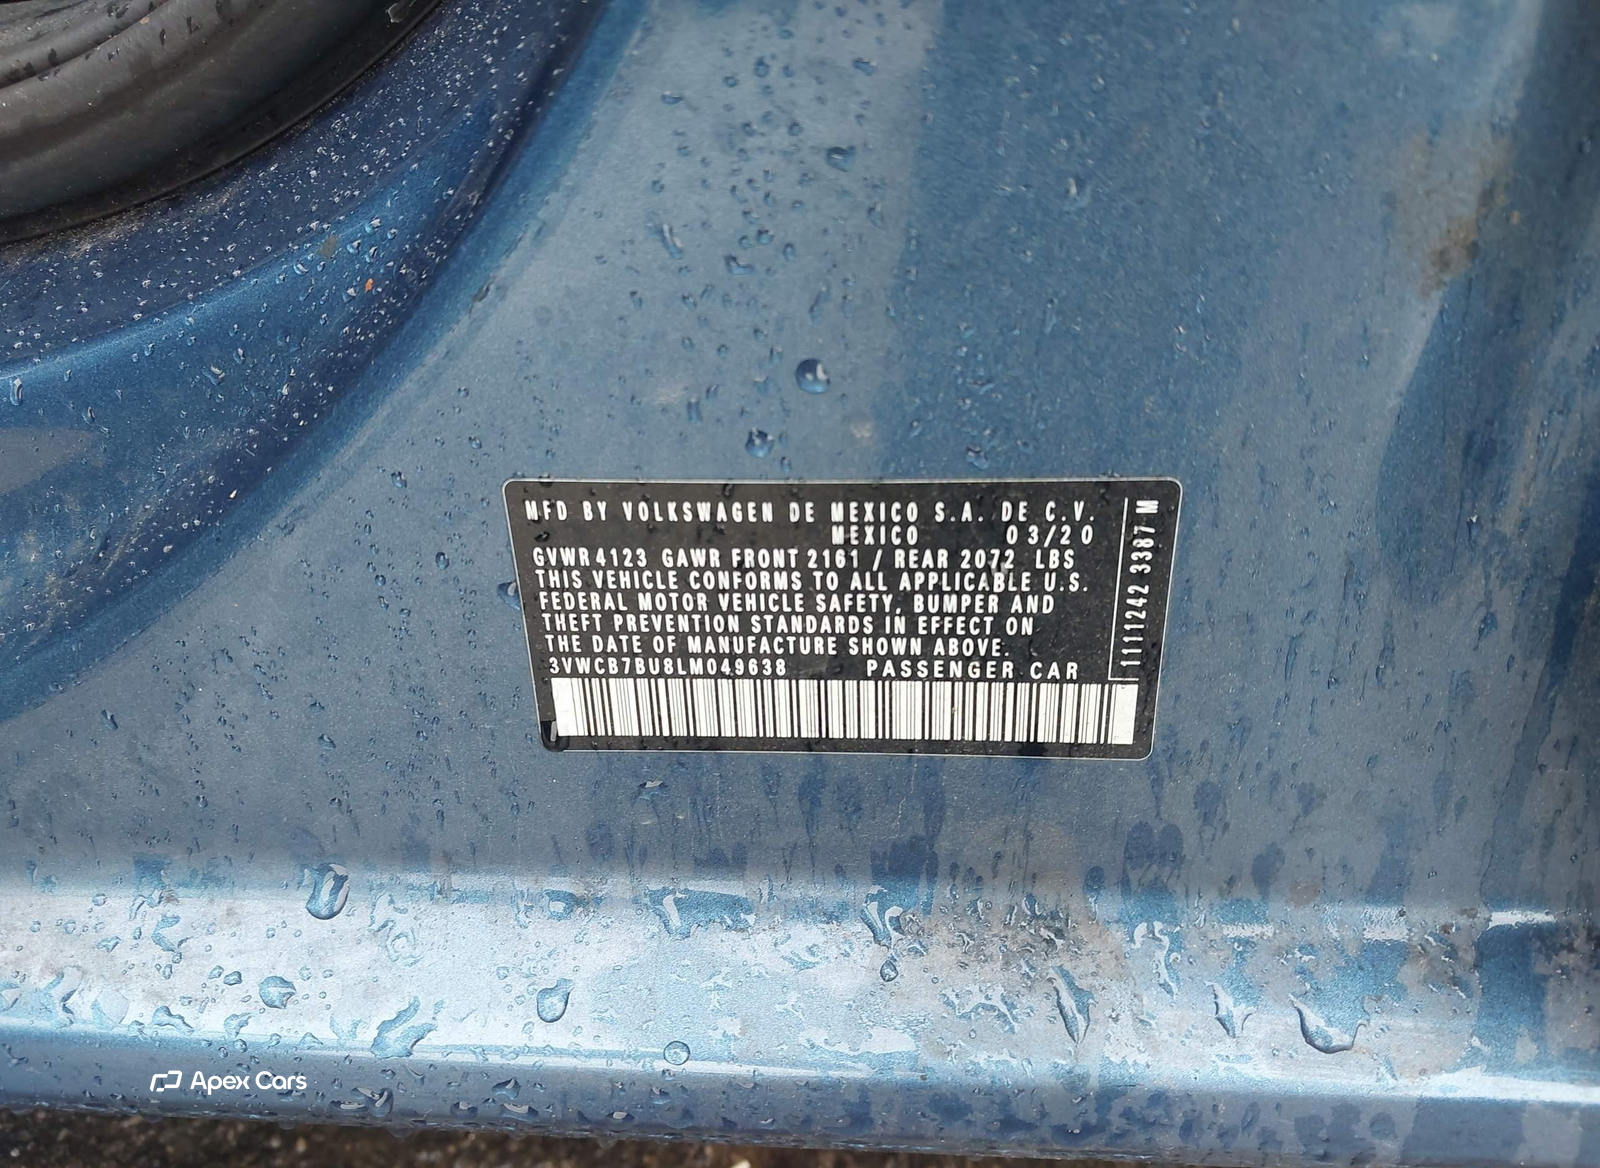 MFD BY VOLKSWAGEN DE MEXICO S.A. DE C.V.
MEXICO 03/20
GVWR 4123 GAWR FRONT 2161 / REAR 2072 LBS
THIS VEHICLE CONFORMS TO ALL APPLICABLE U.S.
FEDERAL MOTOR VEHICLE SAFETY, BUMPER AND
THEFT PREVENTION STANDARDS IN EFFECT ON
THE DATE OF MANUFACTURE SHOWN ABOVE.
3VWCB7BU8LM049638 PASSENGER CAR
1111242 3387 M
Apex Cars